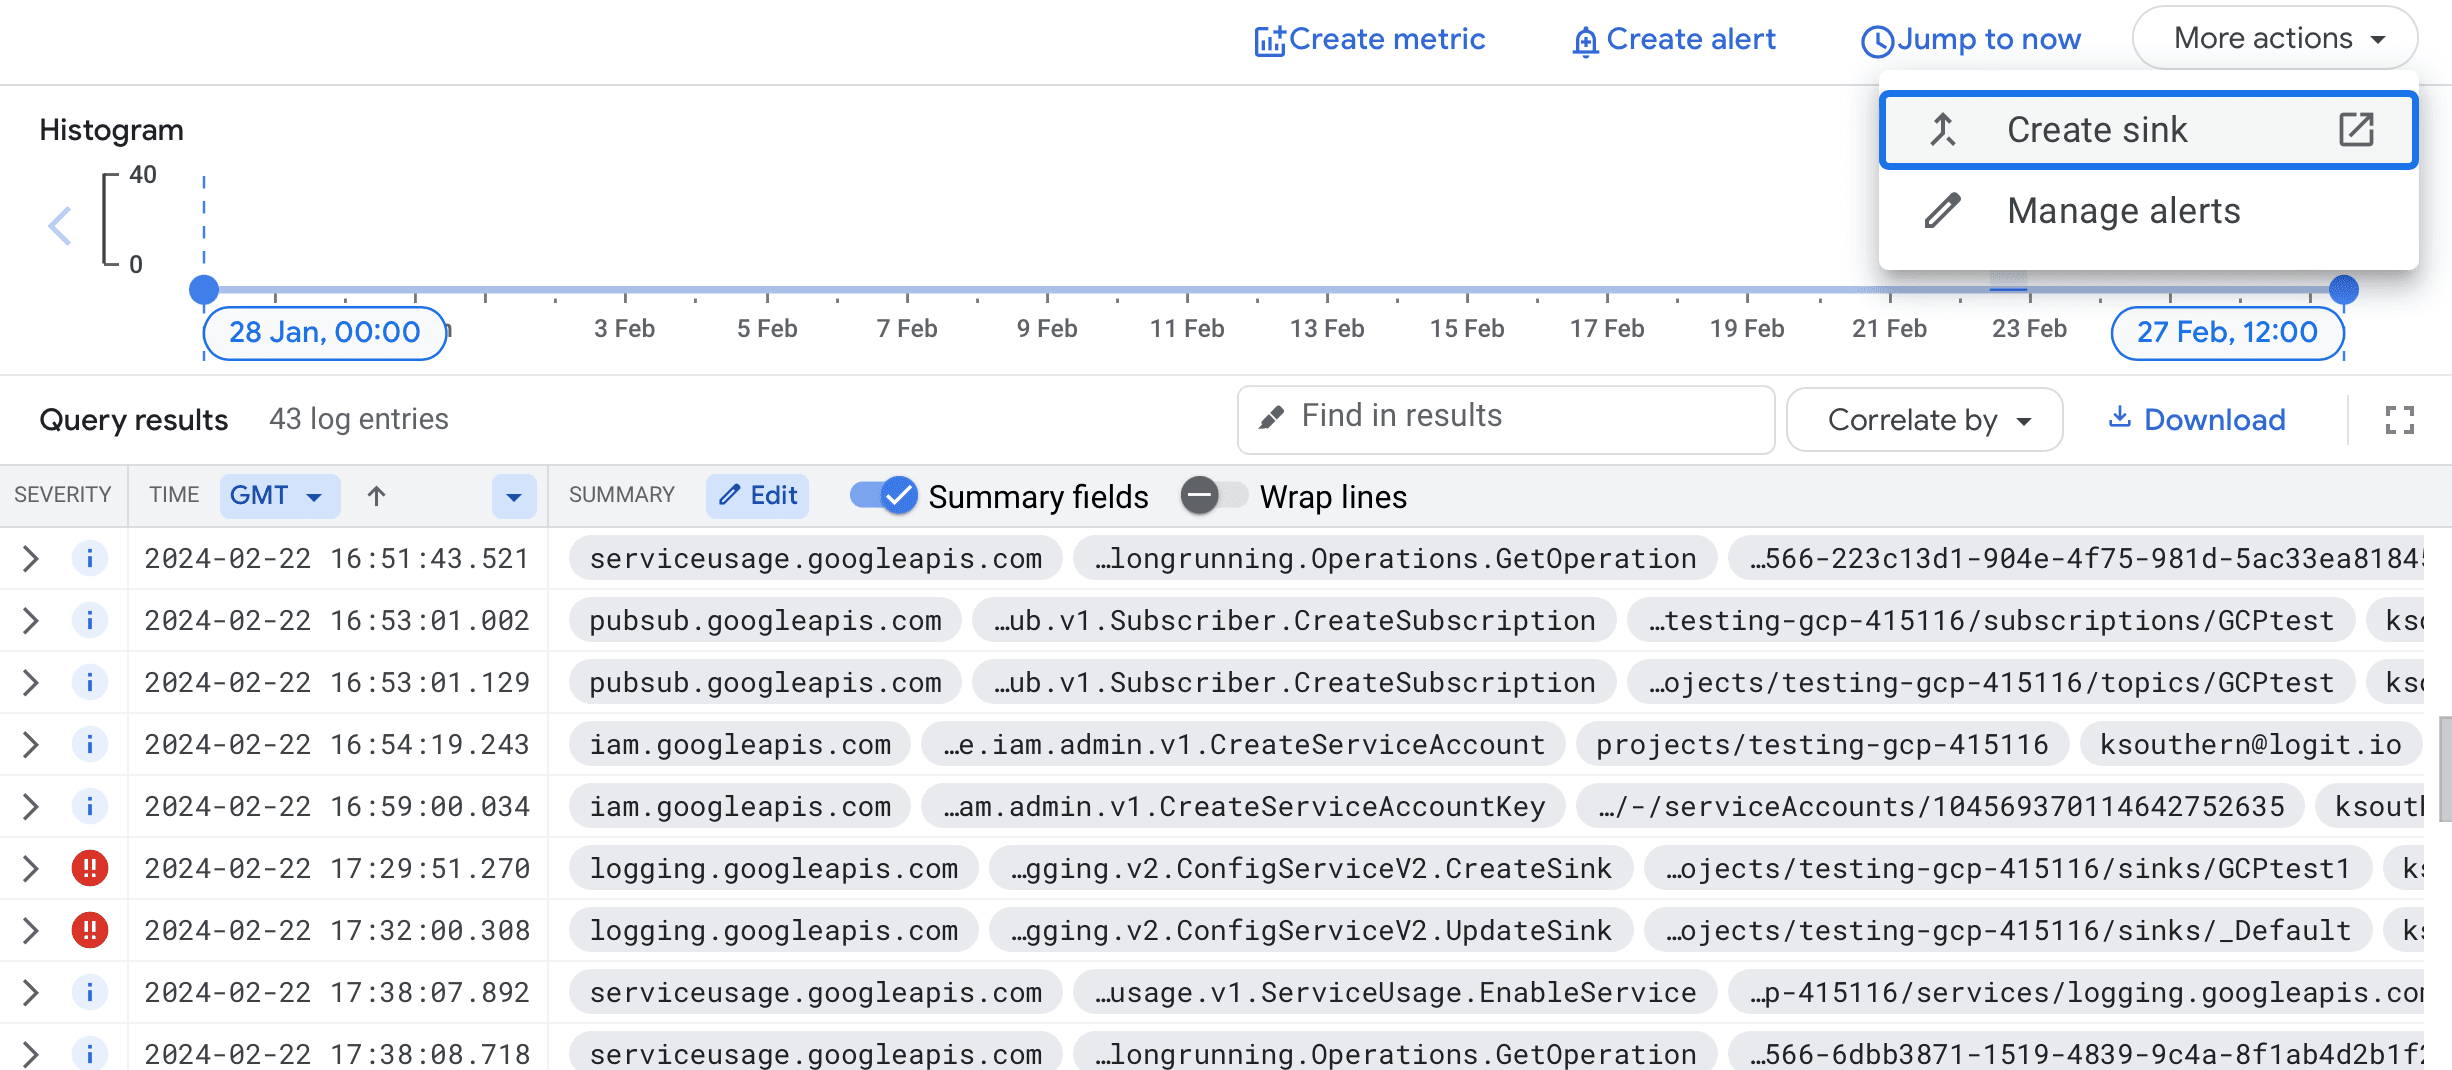 Create metric Create alert Jump to now More actions
Create sink
Manage alerts
Histogram
40
0
28 Jan, 00:00 3 Feb 5 Feb 7 Feb 9 Feb 11 Feb 13 Feb 15 Feb 17 Feb 19 Feb 21 Feb 23 Feb 27 Feb, 12:00
Query results 43 log entries Find in results Correlate by Download
SEVERITY TIME GMT SUMMARY Edit Summary fields Wrap lines
2024-02-22 16:51:43.521 serviceusage.googleapis.com …longrunning.Operations.GetOperation …566-223c13d1-904e-4f75-981d-5ac33ea8184
2024-02-22 16:53:01.002 pubsub.googleapis.com …ub.v1.Subscriber.CreateSubscription …testing-gcp-415116/subscriptions/GCPtest ks
2024-02-22 16:53:01.129 pubsub.googleapis.com …ub.v1.Subscriber.CreateSubscription …ojects/testing-gcp-415116/topics/GCPtest ks
2024-02-22 16:54:19.243 iam.googleapis.com …e.iam.admin.v1.CreateServiceAccount projects/testing-gcp-415116 ksouthern@logit.io
2024-02-22 16:59:00.034 iam.googleapis.com …am.admin.v1.CreateServiceAccountKey …/-/serviceAccounts/104569370114642752635 ksout
2024-02-22 17:29:51.270 logging.googleapis.com …gging.v2.ConfigServiceV2.CreateSink …ojects/testing-gcp-415116/sinks/GCPtest1 k
2024-02-22 17:32:00.308 logging.googleapis.com …gging.v2.ConfigServiceV2.UpdateSink …ojects/testing-gcp-415116/sinks/_Default k
2024-02-22 17:38:07.892 serviceusage.googleapis.com …usage.v1.ServiceUsage.EnableService …p-415116/services/logging.googleapis.co
2024-02-22 17:38:08.718 serviceusage.googleapis.com …longrunning.Operations.GetOperation …566-6dbb3871-1519-4839-9c4a-8f1ab4d2b1f